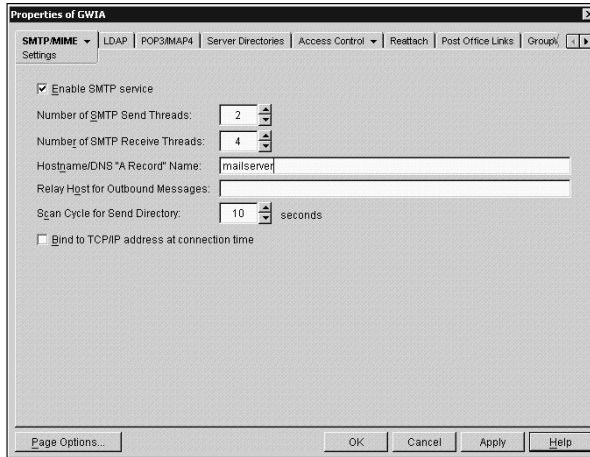 Properties of GWIA
SMTP/MIME LDAP POP3/IMAP4 Server Directories Access Control Reattach Post Office Links GroupW
Settings
Enable SMTP service
Number of SMTP Send Threads: 2
Number of SMTP Receive Threads: 4
Hostname/DNS "A Record" Name: mailserver
Relay Host for Outbound Messages:
Scan Cycle for Send Directory: 10 seconds
Bind to TCP/IP address at connection time
Page Options... OK Cancel Apply Help